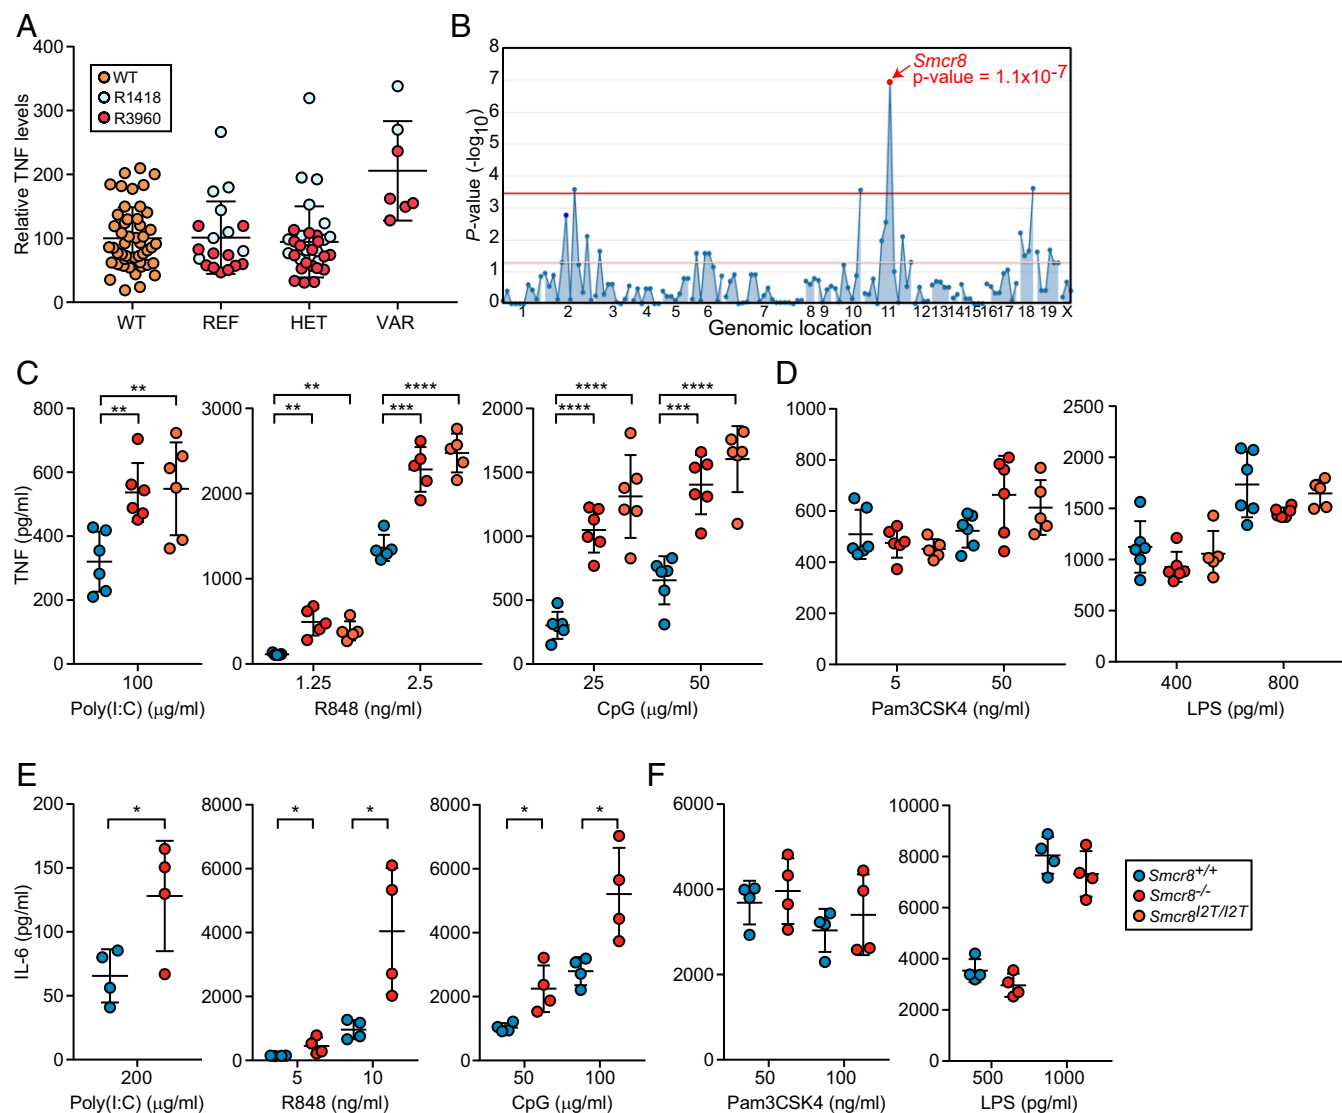 A
Relative TNF levels
400
300
200
100
0
WT
R1418
R3960
WT REF HET VAR
B
P-value (-log10)
8
7
6
5
4
3
2
1
0
Smcr8
p-value = 1.1x10-7
1 2 3 4 5 6 7 8 9 10 11 12 13 14 15 16 17 18 19 X
Genomic location
C
TNF (pg/ml)
800
600
400
200
0
** **
100
Poly(I:C) (µg/ml)
3000
2000
1000
0
** ** *** ****
1.25 2.5
R848 (ng/ml)
2000
1500
1000
500
0
**** **** *** ****
25 50
CpG (µg/ml)
D
1000
800
600
400
200
0
5 50
Pam3CSK4 (ng/ml)
2500
2000
1500
1000
500
0
400 800
LPS (pg/ml)
E
IL-6 (pg/ml)
200
150
100
50
0
*
200
Poly(I:C) (µg/ml)
8000
6000
4000
2000
0
* *
5 10
R848 (ng/ml)
8000
6000
4000
2000
0
* *
50 100
CpG (µg/ml)
F
6000
4000
2000
0
50 100
Pam3CSK4 (ng/ml)
10000
8000
6000
4000
2000
0
500 1000
LPS (pg/ml)
Smcr8+/+
Smcr8-/-
Smcr8I2T/I2T